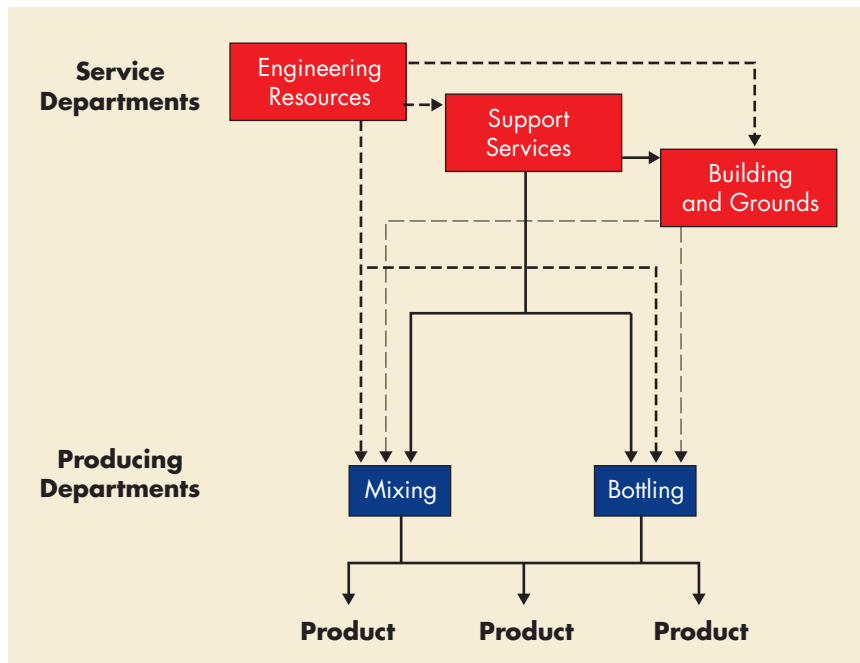 Service
Departments
Engineering
Resources
Support
Services
Building
and Grounds
Producing
Departments
Mixing
Bottling
Product
Product
Product